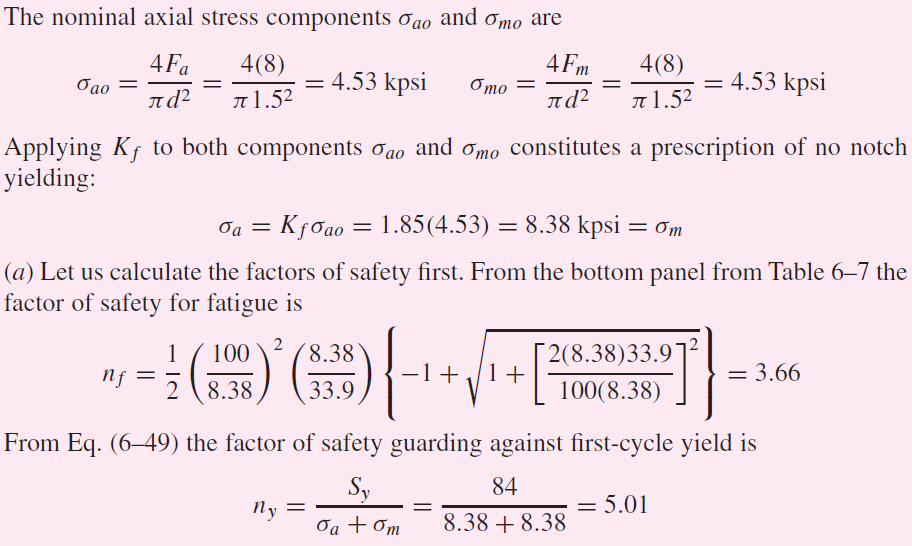 The nominal axial stress components σao and σmo are
σao = 4Fa/πd² = 4(8)/π1.5² = 4.53 kpsi σmo = 4Fm/πd² = 4(8)/π1.5² = 4.53 kpsi
Applying Kf to both components σao and σmo constitutes a prescription of no notch
yielding:
σa = Kfσao = 1.85(4.53) = 8.38 kpsi = σm
(a) Let us calculate the factors of safety first. From the bottom panel from Table 6–7 the
factor of safety for fatigue is
nf = 1/2 (100/8.38)² (8.38/33.9) {−1 + √(1 + [2(8.38)33.9/100(8.38)]²)} = 3.66
From Eq. (6–49) the factor of safety guarding against first-cycle yield is
ny = Sy/(σa + σm) = 84/(8.38 + 8.38) = 5.01